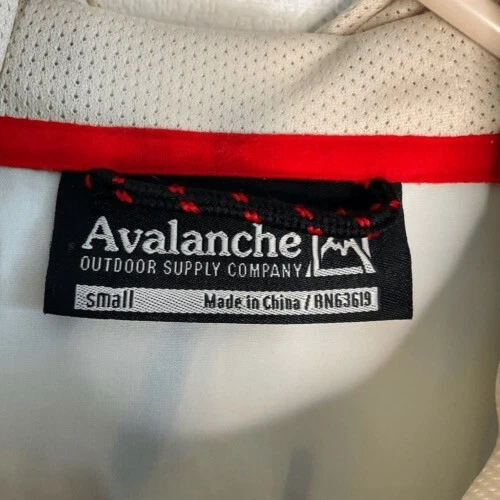 Avalanche
OUTDOOR SUPPLY COMPANY
small Made in China / RN63619